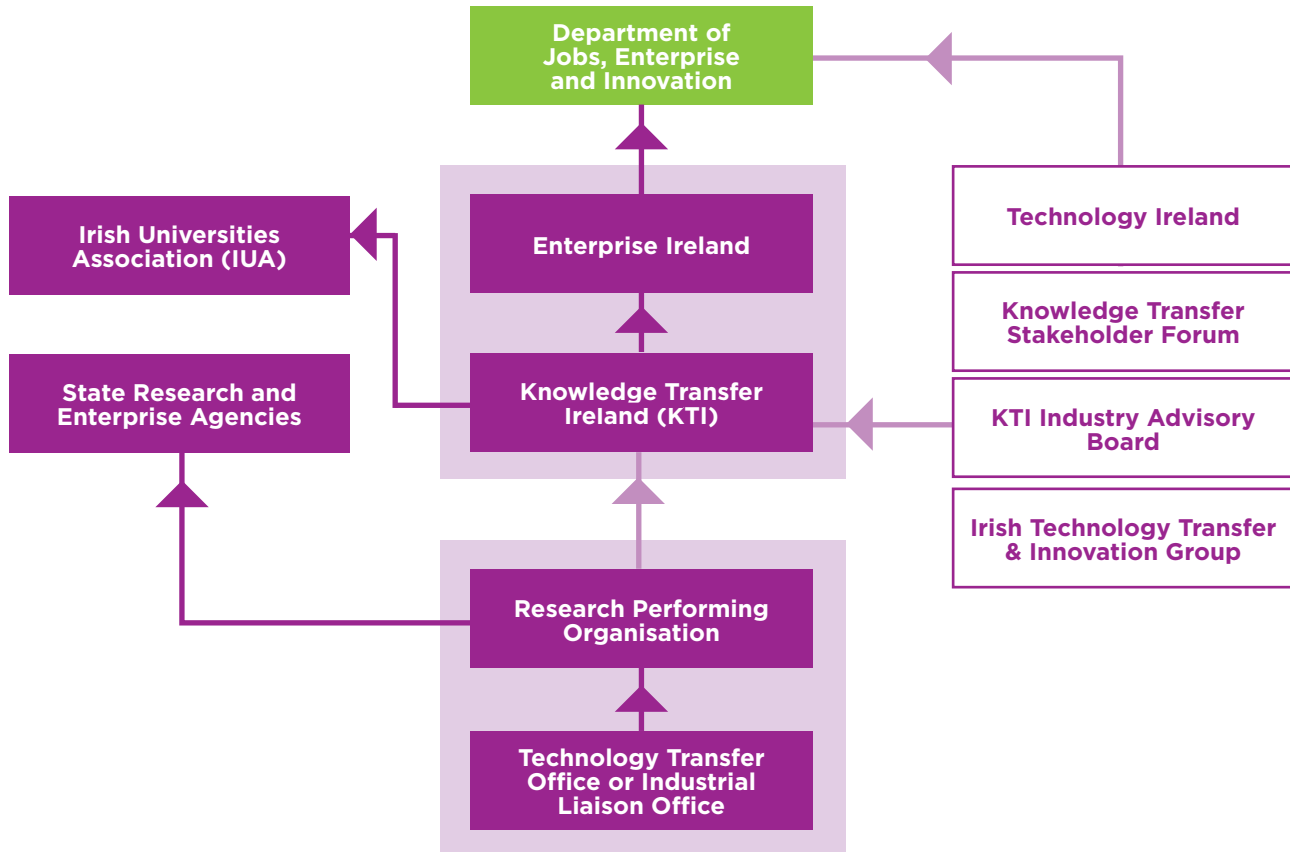 Department of
Jobs, Enterprise
and Innovation
Irish Universities
Association (IUA)
Enterprise Ireland
Technology Ireland
Knowledge Transfer
Stakeholder Forum
State Research and
Enterprise Agencies
Knowledge Transfer
Ireland (KTI)
KTI Industry Advisory
Board
Irish Technology Transfer
& Innovation Group
Research Performing
Organisation
Technology Transfer
Office or Industrial
Liaison Office